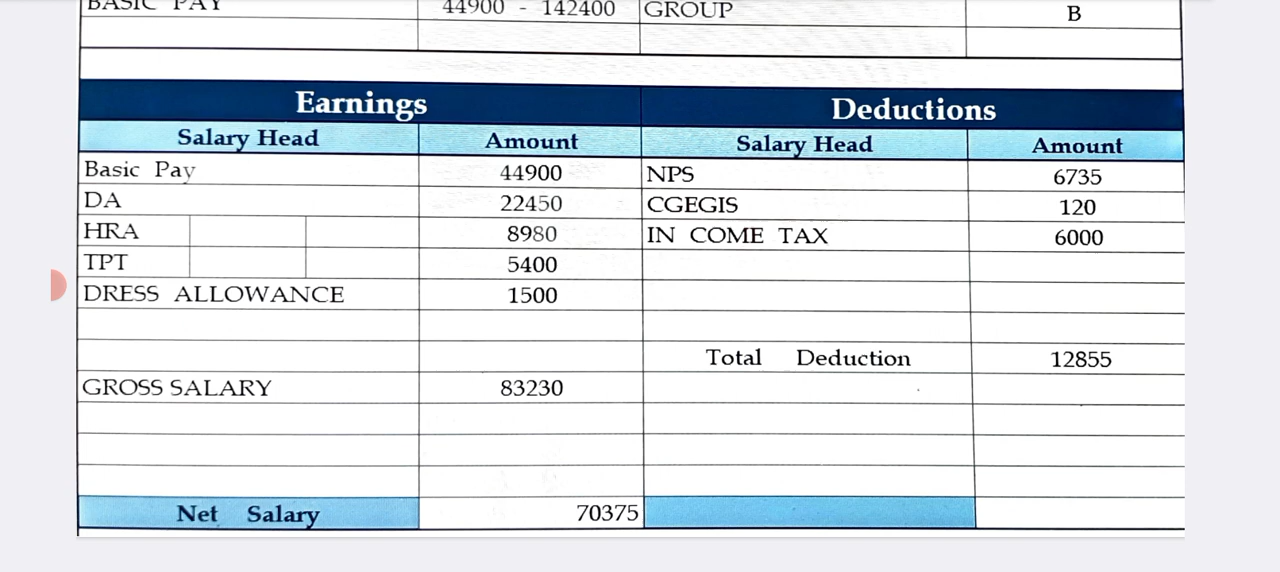 BASIC PAY 44900 - 142400 GROUP B
Earnings Deductions
Salary Head Amount Salary Head Amount
Basic Pay 44900 NPS 6735
DA 22450 CGEGIS 120
HRA 8980 IN COME TAX 6000
TPT 5400
DRESS ALLOWANCE 1500
Total Deduction 12855
GROSS SALARY 83230
Net Salary 70375